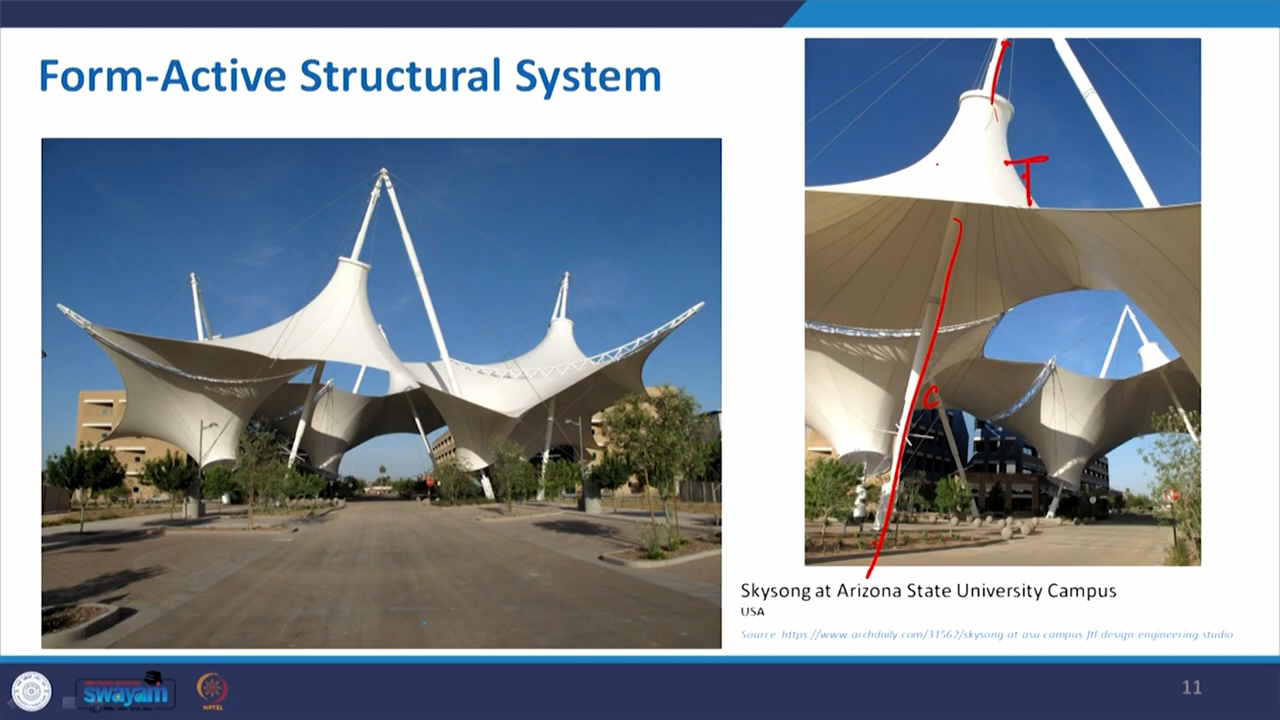 Form-Active Structural System
T
C
Skysong at Arizona State University Campus
USA
Source: https://www.archdaily.com/31562/skysong-at-asu-campus-ftl-design-engineering-studio
swayam
NPTEL
11